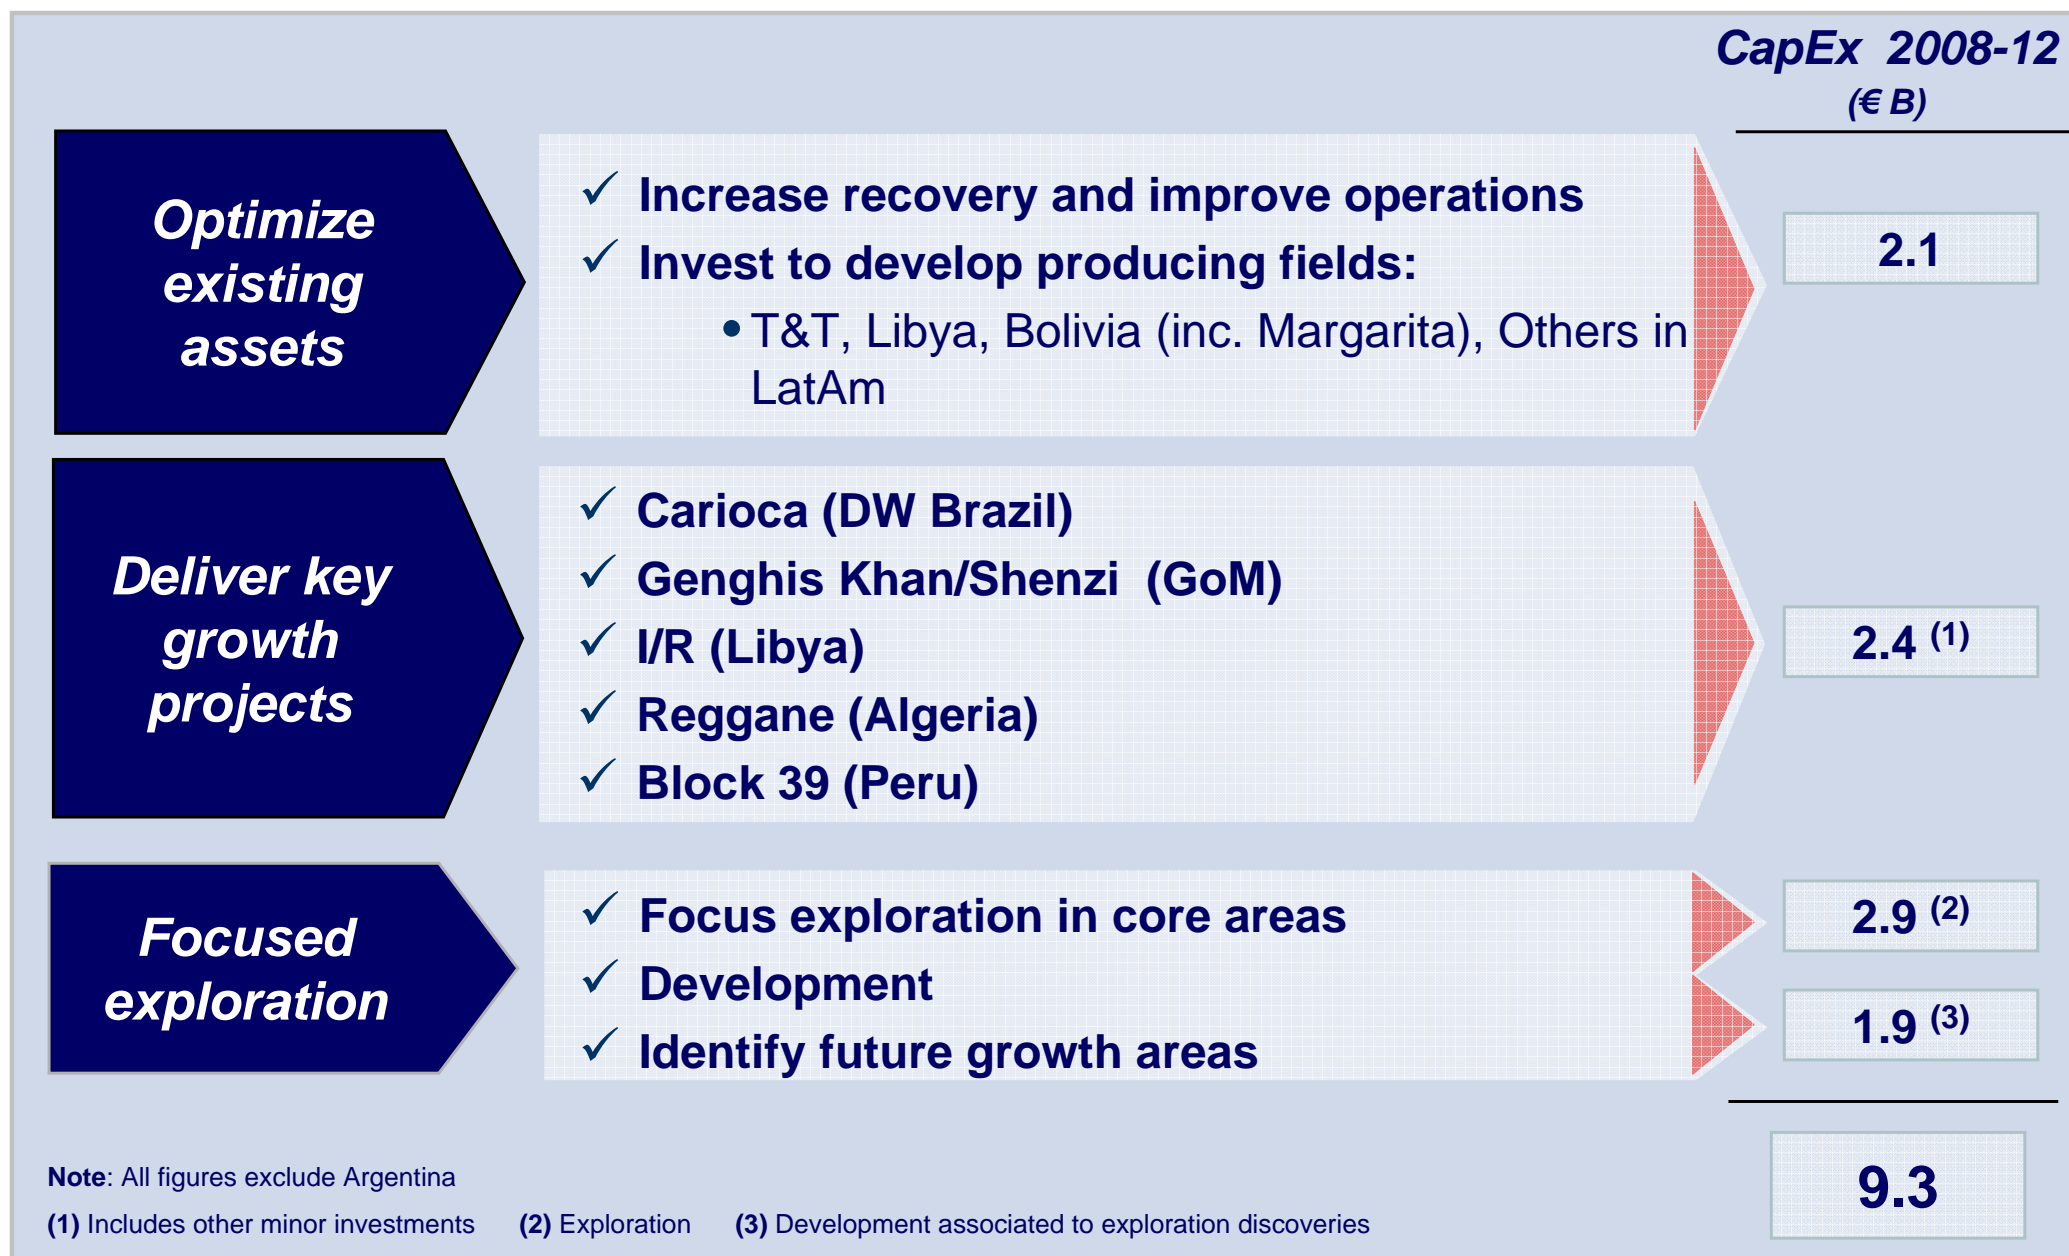 CapEx 2008-12
(€ B)
Optimize
existing
assets
✓ Increase recovery and improve operations
✓ Invest to develop producing fields:
• T&T, Libya, Bolivia (inc. Margarita), Others in
LatAm
2.1
Deliver key
growth
projects
✓ Carioca (DW Brazil)
✓ Genghis Khan/Shenzi (GoM)
✓ I/R (Libya)
✓ Reggane (Algeria)
✓ Block 39 (Peru)
2.4 (1)
Focused
exploration
✓ Focus exploration in core areas
✓ Development
✓ Identify future growth areas
2.9 (2)
1.9 (3)
9.3
Note: All figures exclude Argentina
(1) Includes other minor investments (2) Exploration (3) Development associated to exploration discoveries